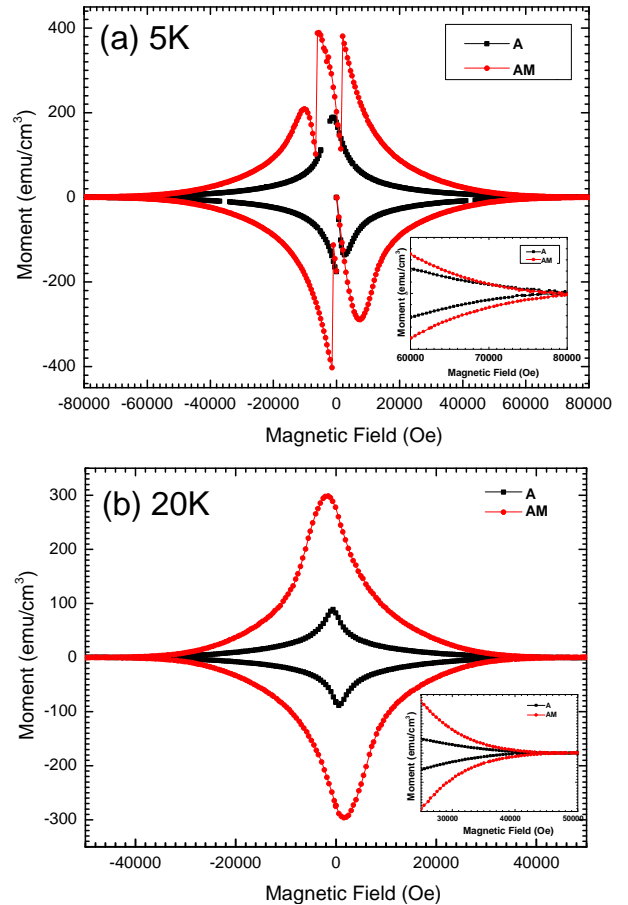 (a) 5K
A
AM
Moment (emu/cm³)
400
200
0
-200
-400
-80000 -60000 -40000 -20000 0 20000 40000 60000 80000
Magnetic Field (Oe)
A
AM
Moment (emu/cm³)
60000 70000 80000
Magnetic Field (Oe)
(b) 20K
A
AM
Moment (emu/cm³)
300
200
100
0
-100
-200
-300
-40000 -20000 0 20000 40000
Magnetic Field (Oe)
A
AM
Moment (emu/cm³)
30000 40000 50000
Magnetic Field (Oe)